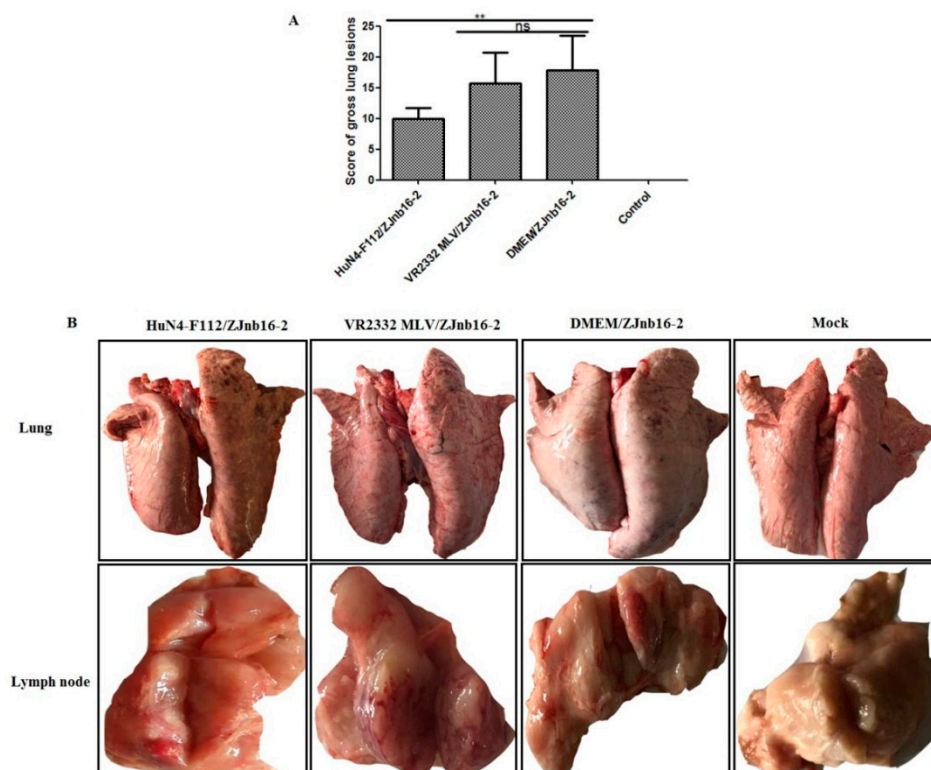 A
**
ns
Score of gross lung lesions
25
20
15
10
5
0
HuN4-F112/ZJnb16-2
VR2332 MLV/ZJnb16-2
DMEM/ZJnb16-2
Control
B
HuN4-F112/ZJnb16-2 VR2332 MLV/ZJnb16-2 DMEM/ZJnb16-2 Mock
Lung
Lymph node